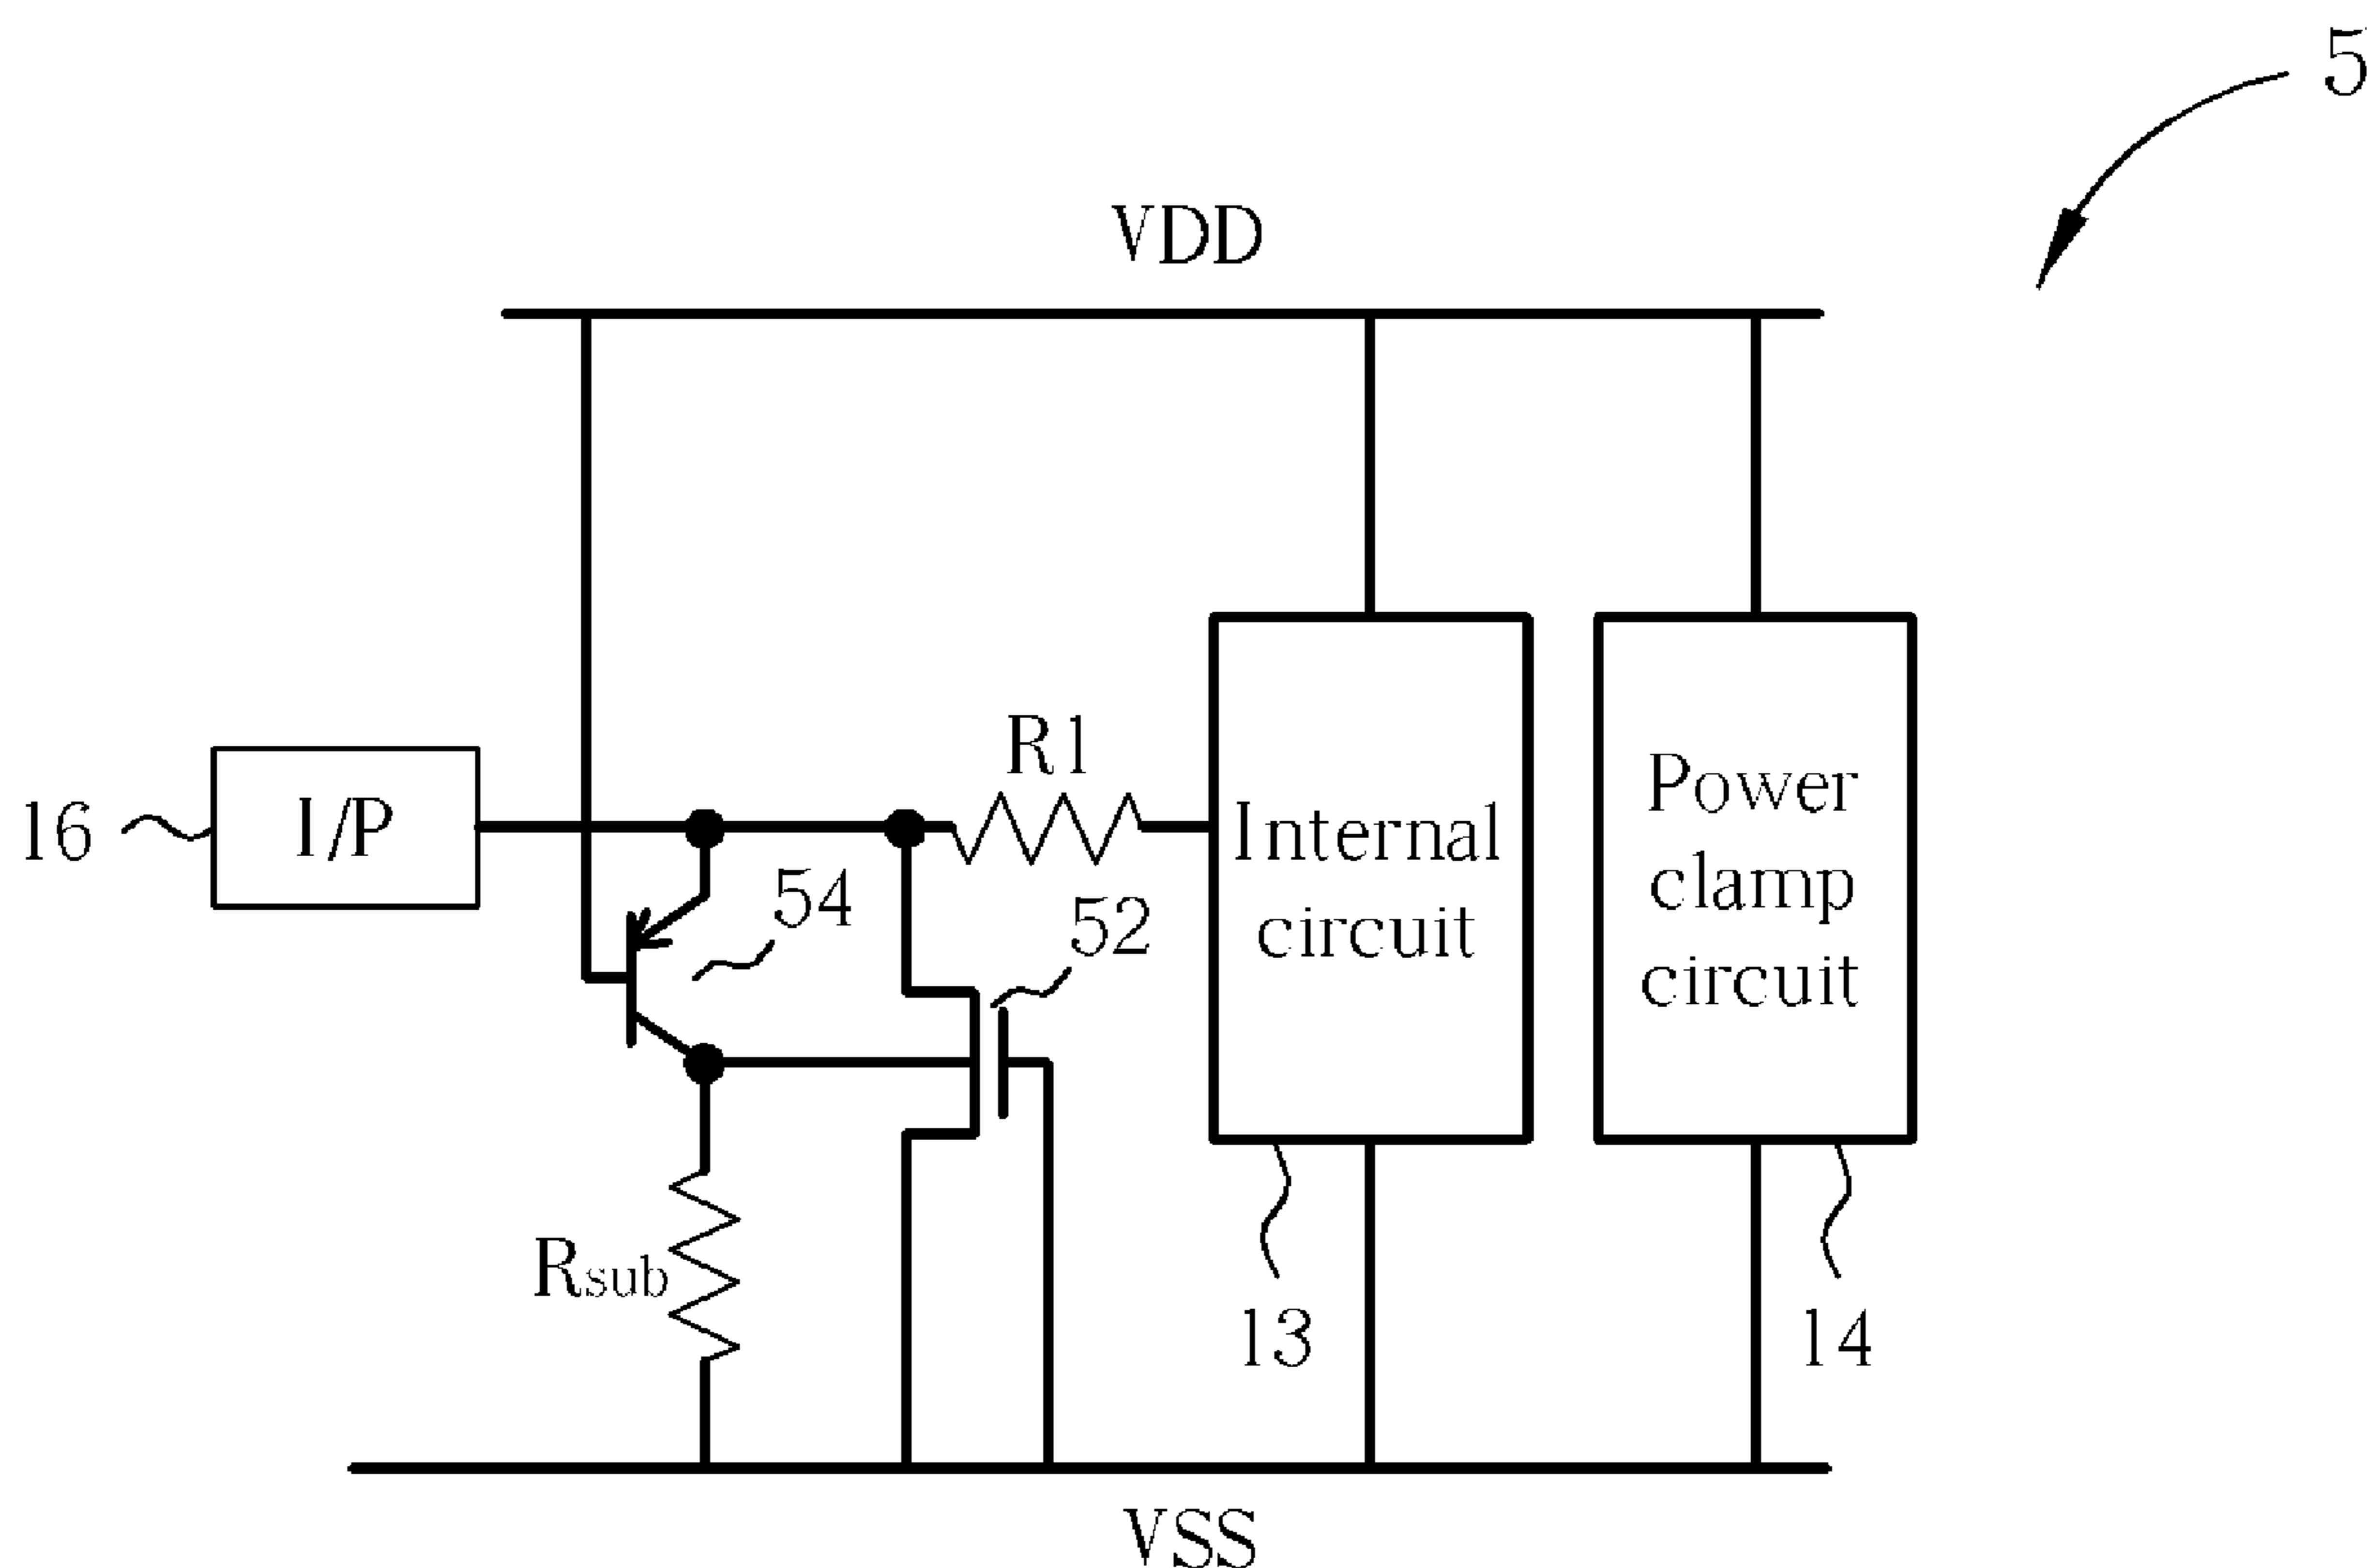 5
VDD
R1
16
I/P
54
52
Internal
circuit
Power
clamp
circuit
Rsub
13
14
VSS